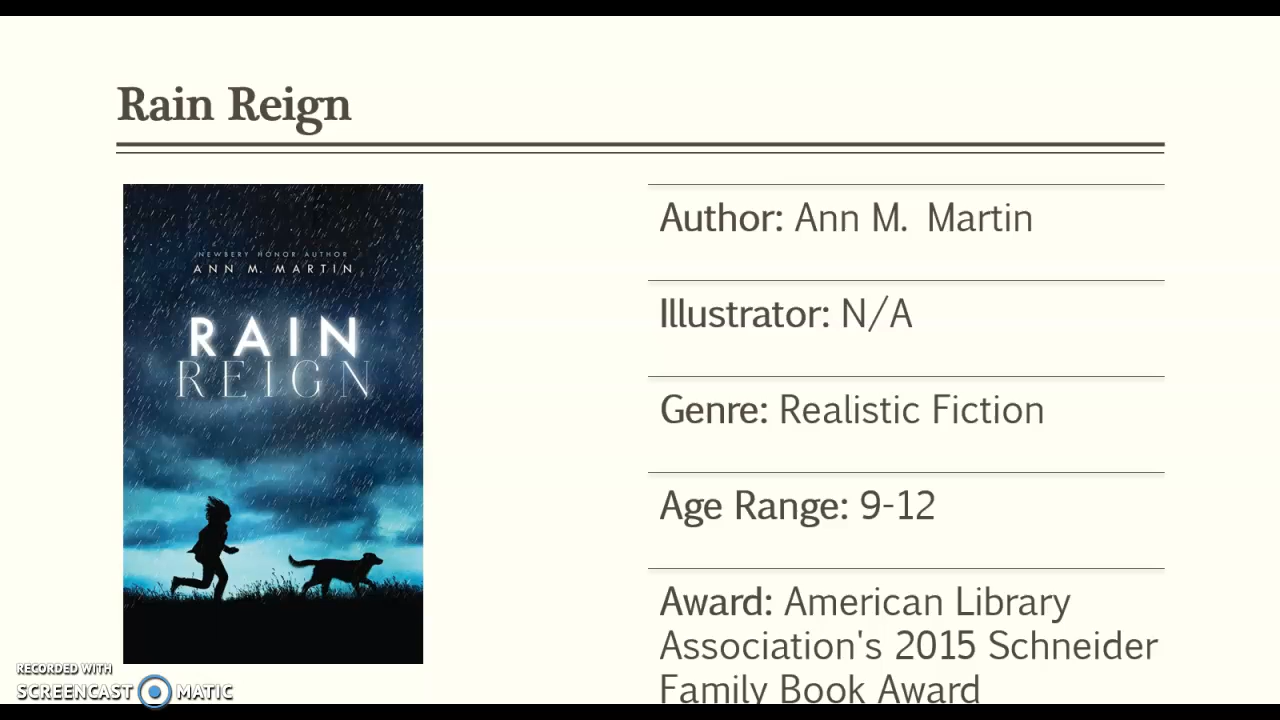 Rain Reign
NEWBERY HONOR AUTHOR
ANN M. MARTIN
RAIN
REIGN
Author: Ann M. Martin
Illustrator: N/A
Genre: Realistic Fiction
Age Range: 9-12
Award: American Library
Association's 2015 Schneider
Family Book Award
RECORDED WITH
SCREENCAST MATIC